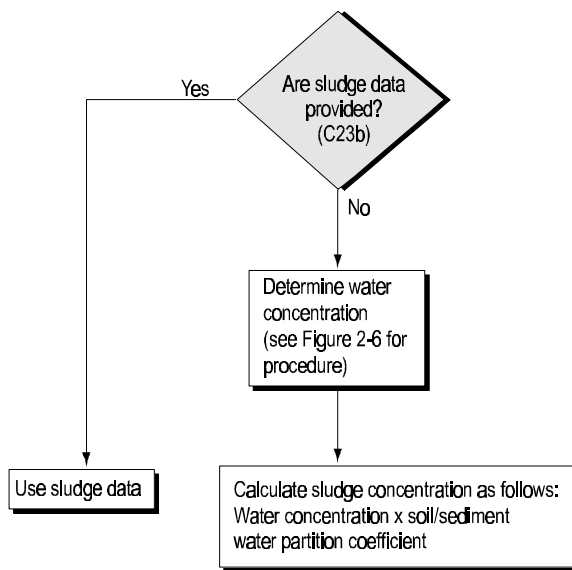 Are sludge data
provided?
(C23b)
Yes
No
Determine water
concentration
(see Figure 2-6 for
procedure)
Use sludge data
Calculate sludge concentration as follows:
Water concentration x soil/sediment
water partition coefficient